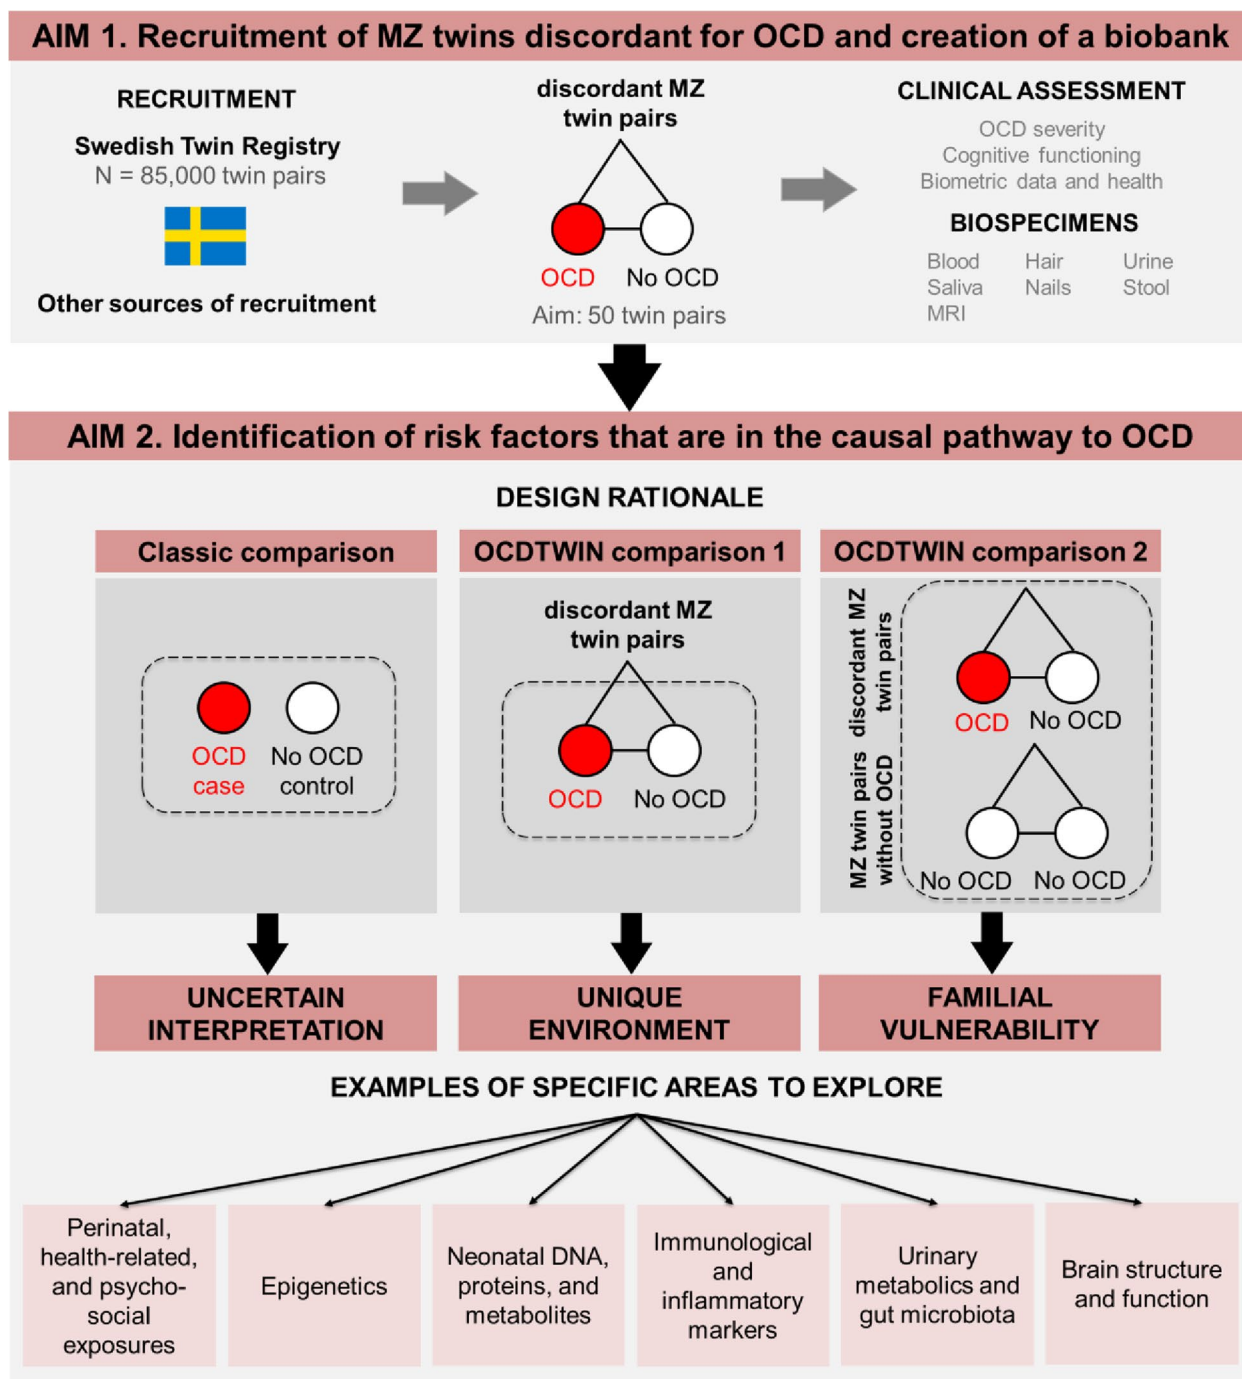 AIM 1. Recruitment of MZ twins discordant for OCD and creation of a biobank
RECRUITMENT
Swedish Twin Registry
N = 85,000 twin pairs
Other sources of recruitment
discordant MZ
twin pairs
OCD No OCD
Aim: 50 twin pairs
CLINICAL ASSESSMENT
OCD severity
Cognitive functioning
Biometric data and health
BIOSPECIMENS
Blood Hair Urine
Saliva Nails Stool
MRI
AIM 2. Identification of risk factors that are in the causal pathway to OCD
DESIGN RATIONALE
Classic comparison
OCD
case
No OCD
control
UNCERTAIN
INTERPRETATION
OCDTWIN comparison 1
discordant MZ
twin pairs
OCD No OCD
UNIQUE
ENVIRONMENT
OCDTWIN comparison 2
discordant MZ
twin pairs
OCD No OCD
MZ twin pairs
without OCD
No OCD No OCD
FAMILIAL
VULNERABILITY
EXAMPLES OF SPECIFIC AREAS TO EXPLORE
Perinatal,
health-related,
and psycho-
social
exposures
Epigenetics
Neonatal DNA,
proteins, and
metabolites
Immunological
and
inflammatory
markers
Urinary
metabolics and
gut microbiota
Brain structure
and function